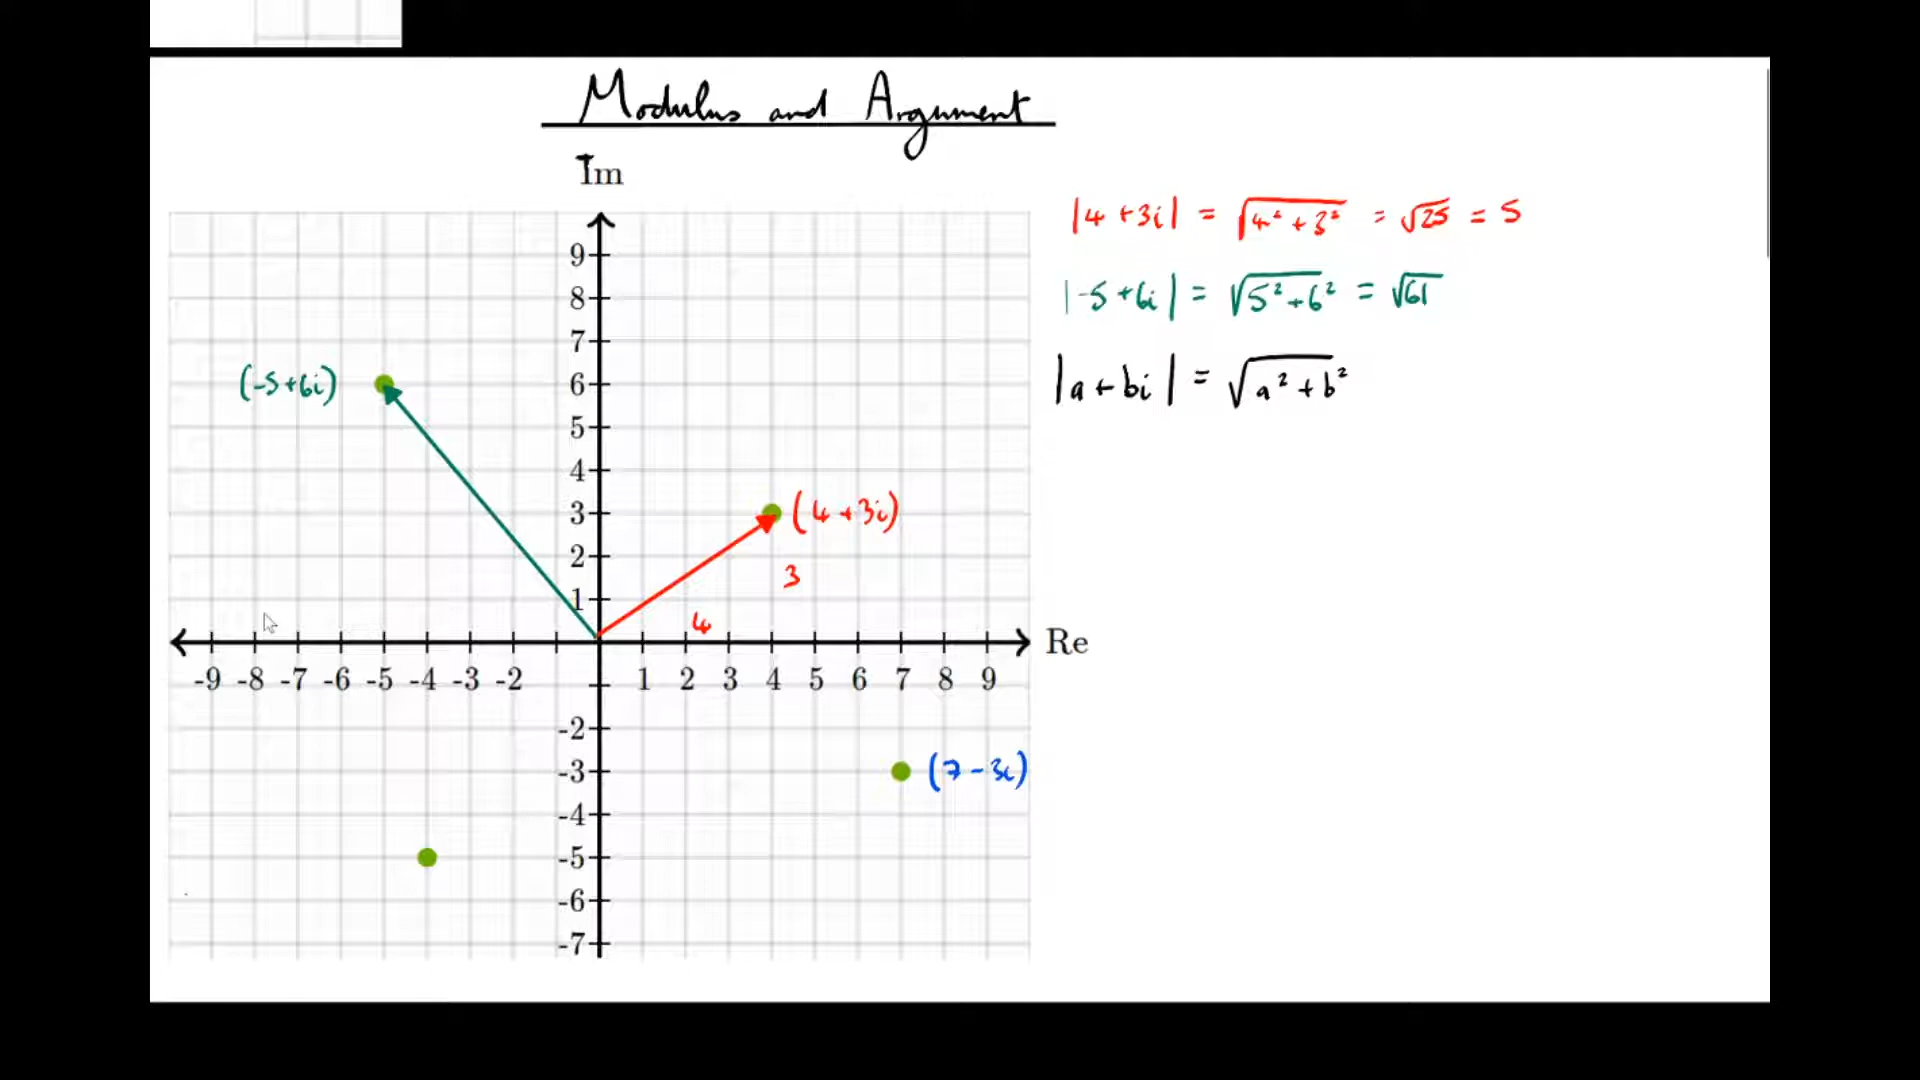 Modulus and Argument
Im
|4 + 3i| = √4² + 3² = √25 = 5
|-5 + 6i| = √5² + 6² = √61
|a + bi| = √a² + b²
9
8
7
(-5+6i) 6
5
4
3 (4 + 3i)
2 3
1 4
Re
-9 -8 -7 -6 -5 -4 -3 -2 1 2 3 4 5 6 7 8 9
-2
-3 (7 - 3i)
-4
-5
-6
-7